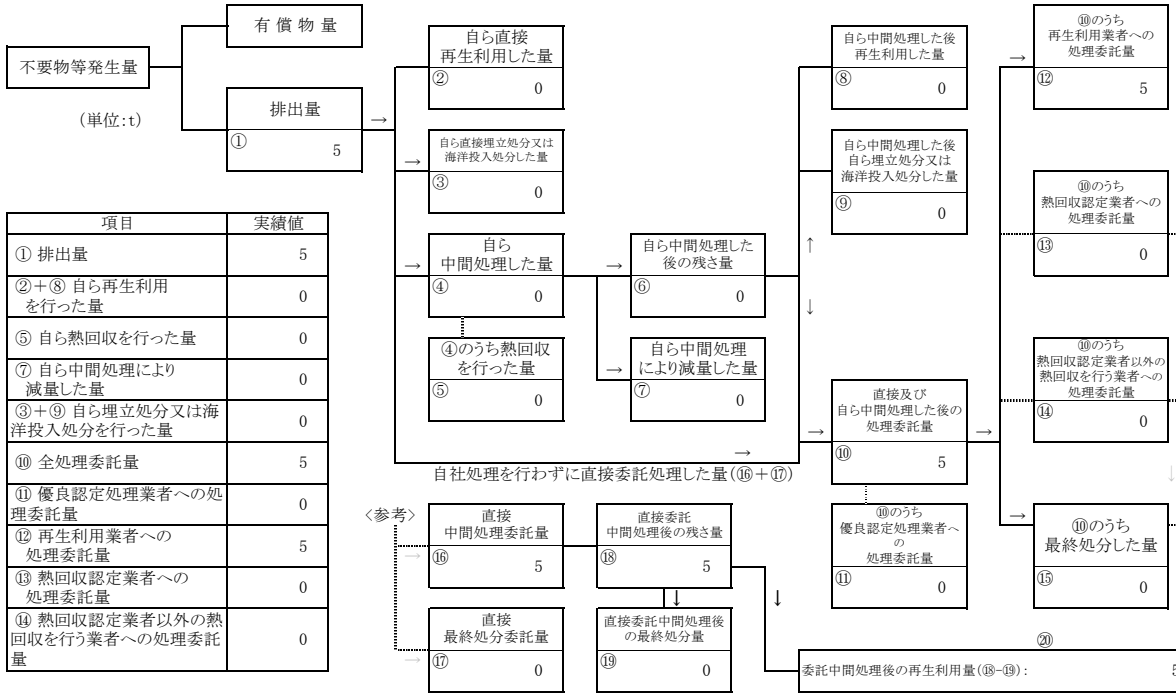 有 償 物 量
不要物等発生量
(単位:t)
排出量
→
①
5
自ら直接
再生利用した量
②
0
→
自ら直接埋立処分又は
海洋投入処分した量
③
0
→
自ら
中間処理した量
④
0
④のうち熱回収
を行った量
⑤
0
→
自ら中間処理した
後の残さ量
⑥
0
→
自ら中間処理
により減量した量
⑦
0
自ら中間処理した後
再生利用した量
⑧
0
自ら中間処理した後
自ら埋立処分又は
海洋投入処分した量
⑨
0
↑
↓
→
自社処理を行わずに直接委託処理した量(⑯+⑰)
→
直接及び
自ら中間処理した後の
処理委託量
⑩
5
→
⑩のうち
優良認定処理業者へ
の
処理委託量
⑪
0
→
⑩のうち
再生利用業者への
処理委託量
⑫
5
⑩のうち
熱回収認定業者への
処理委託量
⑬
0
⑩のうち
熱回収認定業者以外の
熱回収を行う業者への
処理委託量
⑭
0
↓
→
⑩のうち
最終処分した量
⑮
0
項目 実績値
① 排出量 5
②+⑧ 自ら再生利用
を行った量 0
⑤ 自ら熱回収を行った量 0
⑦ 自ら中間処理により
減量した量 0
③+⑨ 自ら埋立処分又は海
洋投入処分を行った量 0
⑩ 全処理委託量 5
⑪ 優良認定処理業者への処
理委託量 0
⑫ 再生利用業者への
処理委託量 5
⑬ 熱回収認定業者への
処理委託量 0
⑭ 熱回収認定業者以外の熱
回収を行う業者への処理委託
量 0
〈参考〉
→
直接
中間処理委託量
⑯
5
→
直接
最終処分委託量
⑰
0
直接委託
中間処理後の残さ量
⑱
5
↓
↓
直接委託中間処理後
の最終処分量
⑲
0
⑳
委託中間処理後の再生利用量(⑱-⑲) : 5